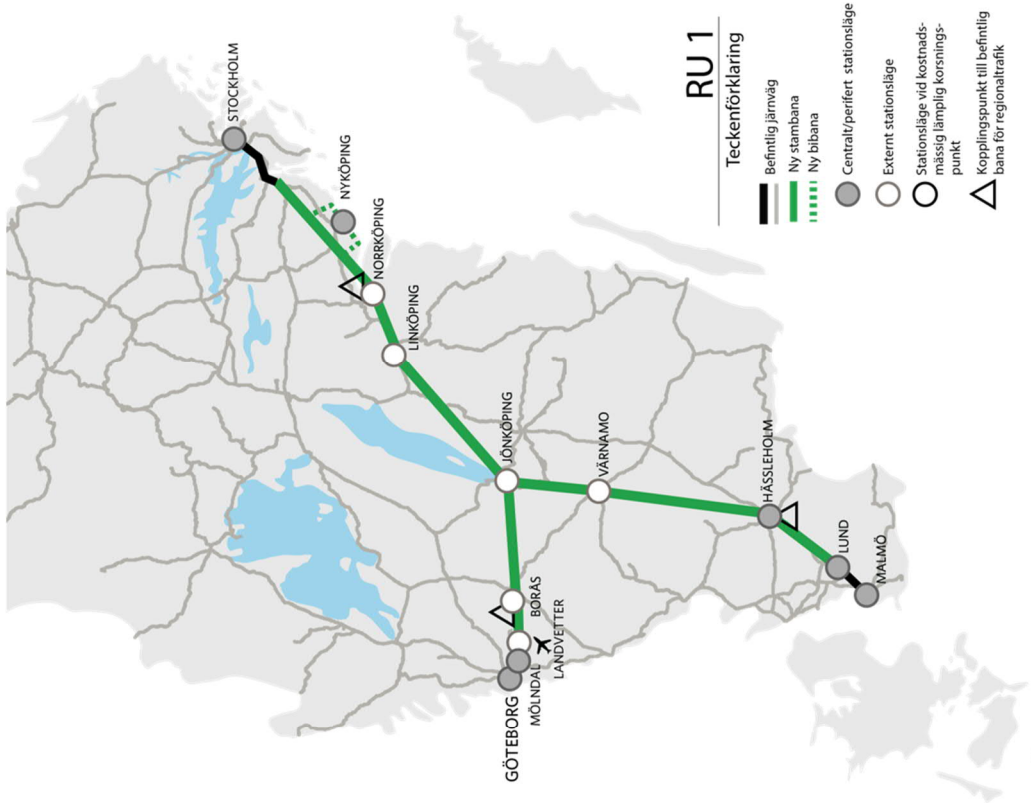 STOCKHOLM
NYKÖPING
NORRKÖPING
LINKÖPING
JÖNKÖPING
VÄRNAMO
HÄSSLEHOLM
LUND
MALMÖ
BORÅS
LANDVETTER
MÖLNDAL
GÖTEBORG
RU 1
Teckenförklaring
Befintlig järnväg
Ny stambana
Ny bibana
Centralt/perifert stationsläge
Externt stationsläge
Stationsläge vid kostnads-
mässig lämplig korsnings-
punkt
Kopplingspunkt till befintlig
bana för regionaltrafik